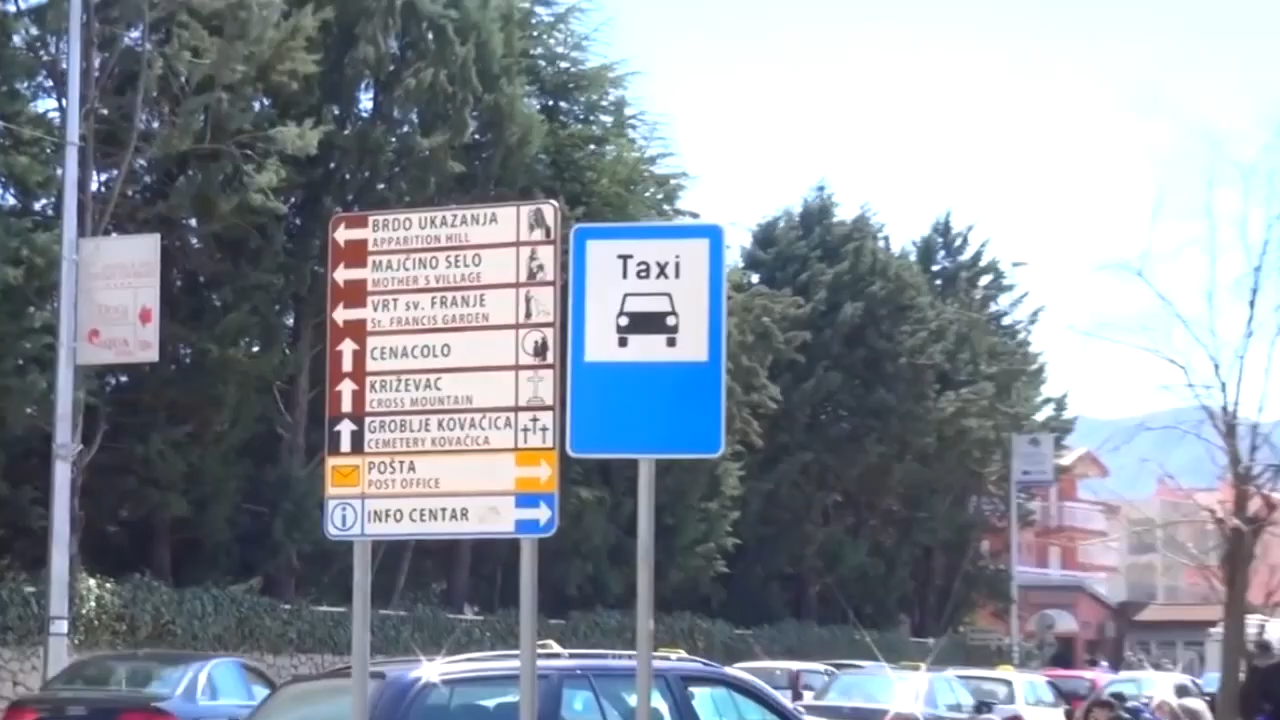 BRDO UKAZANJA
APPARITION HILL
MAJČINO SELO
MOTHER'S VILLAGE
VRT sv. FRANJE
St. FRANCIS GARDEN
CENACOLO
KRIŽEVAC
CROSS MOUNTAIN
GROBLJE KOVAČICA
CEMETERY KOVAČICA
POŠTA
POST OFFICE
INFO CENTAR
Taxi